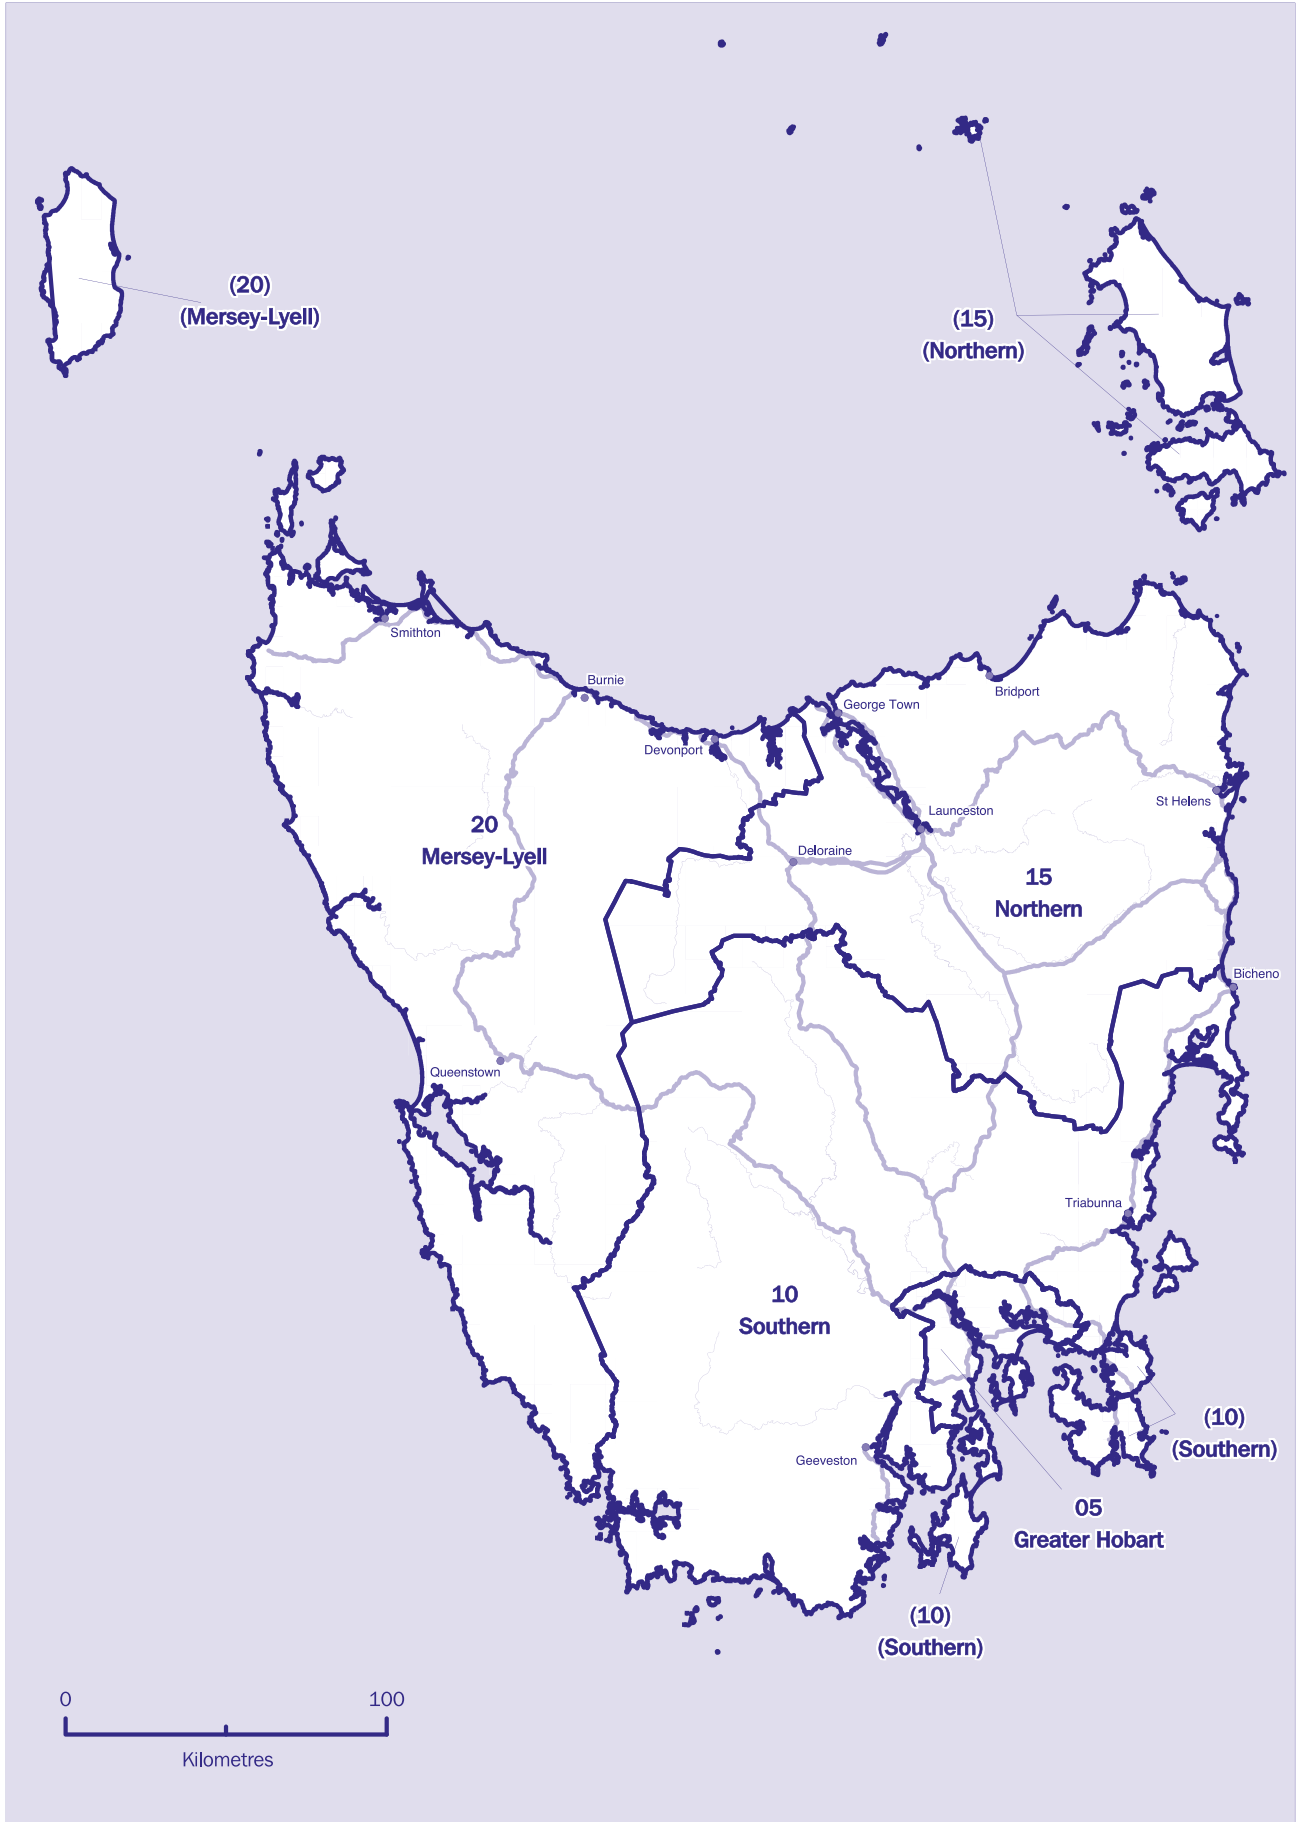 (20)
(Mersey-Lyell)
(15)
(Northern)
Smithton
Burnie
Bridport
George Town
Devonport
St Helens
Launceston
20
Mersey-Lyell
Deloraine
15
Northern
Bicheno
Queenstown
Triabunna
10
Southern
(10)
(Southern)
Geeveston
05
Greater Hobart
(10)
(Southern)
0 100
Kilometres